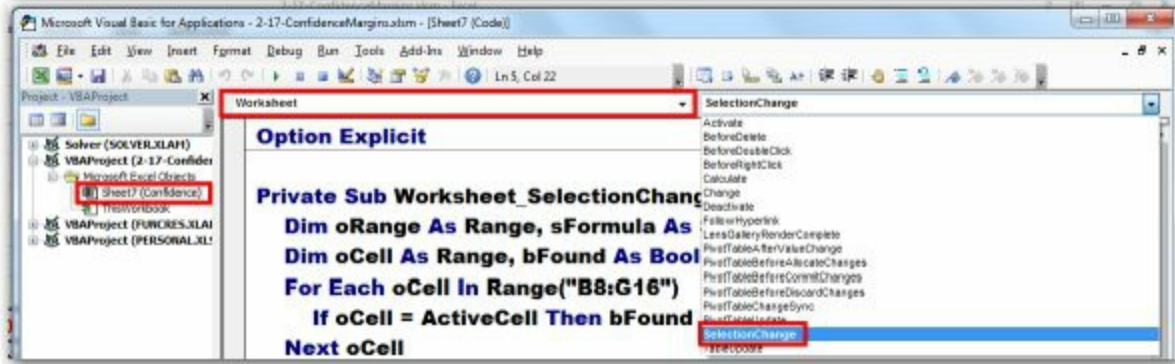 Microsoft Visual Basic for Applications - 2-17-ConfidenceMargins.xlsm - [Sheet7 (Code)]
File Edit View Insert Format Debug Run Tools Add-Ins Window Help
Ln 5, Col 22
Project - VBAProject
Worksheet
SelectionChange
Solver (SOLVER.XLAM)
VBAProject (2-17-Confiden
Microsoft Excel Objects
Sheet7 (Confidence)
ThisWorkbook
VBAProject (FUNCRES.XLAM
VBAProject (PERSONAL.XLS
Option Explicit
Private Sub Worksheet_SelectionChang
Dim oRange As Range, sFormula As
Dim oCell As Range, bFound As Bool
For Each oCell In Range("B8:G16")
If oCell = ActiveCell Then bFound
Next oCell
Activate
BeforeDelete
BeforeDoubleClick
BeforeRightClick
Calculate
Change
Deactivate
FollowHyperlink
LensGalleryRenderComplete
PivotTableAfterValueChange
PivotTableBeforeAllocateChanges
PivotTableBeforeCommitChanges
PivotTableBeforeDiscardChanges
PivotTableChangeSync
PivotTableUpdate
SelectionChange
TableUpdate